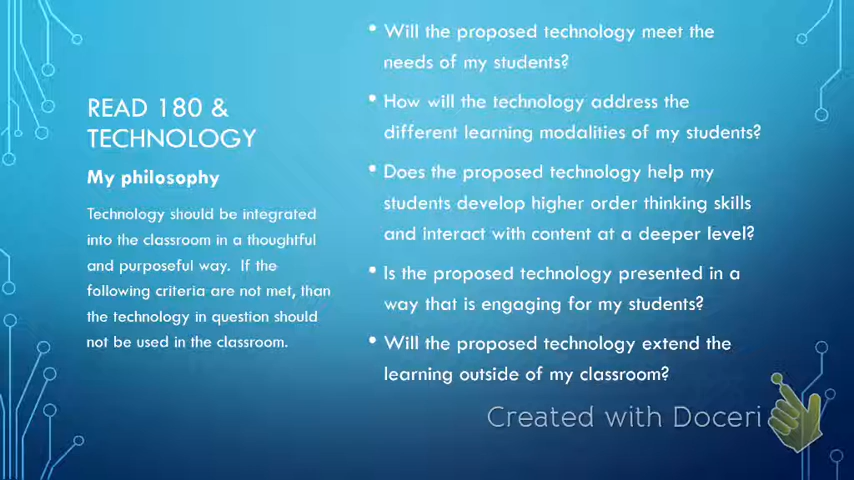 READ 180 &
TECHNOLOGY
My philosophy
Technology should be integrated
into the classroom in a thoughtful
and purposeful way.  If the
following criteria are not met, than
the technology in question should
not be used in the classroom.
• Will the proposed technology meet the
needs of my students?
• How will the technology address the
different learning modalities of my students?
• Does the proposed technology help my
students develop higher order thinking skills
and interact with content at a deeper level?
• Is the proposed technology presented in a
way that is engaging for my students?
• Will the proposed technology extend the
learning outside of my classroom?
Created with Doceri